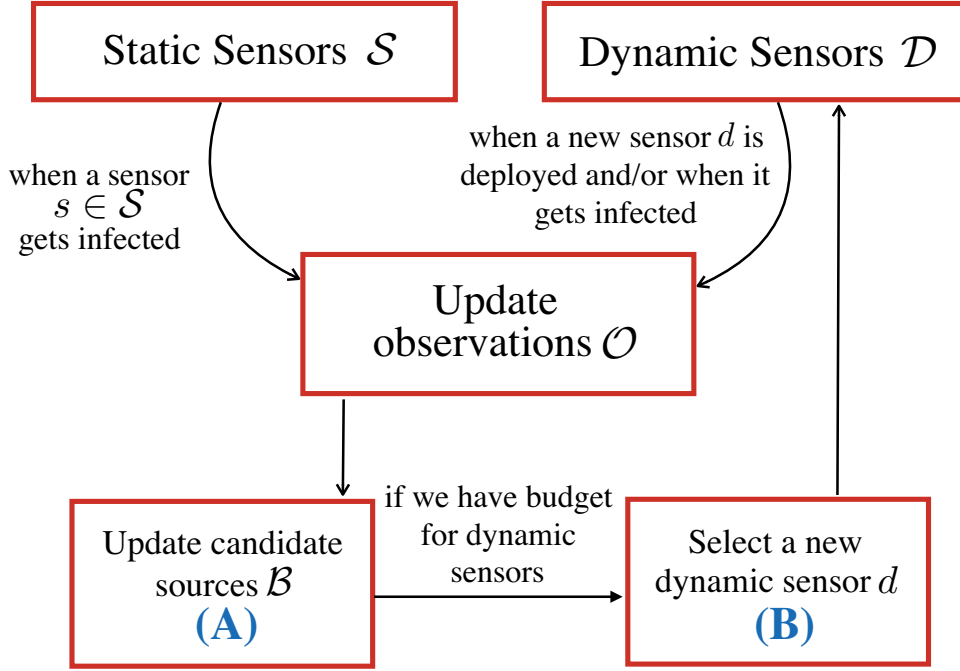 Static Sensors 𝒮
Dynamic Sensors 𝒟
when a sensor
s ∈ 𝒮
gets infected
when a new sensor d is
deployed and/or when it
gets infected
Update
observations 𝒪
if we have budget
for dynamic
sensors
Update candidate
sources ℬ
(A)
Select a new
dynamic sensor d
(B)